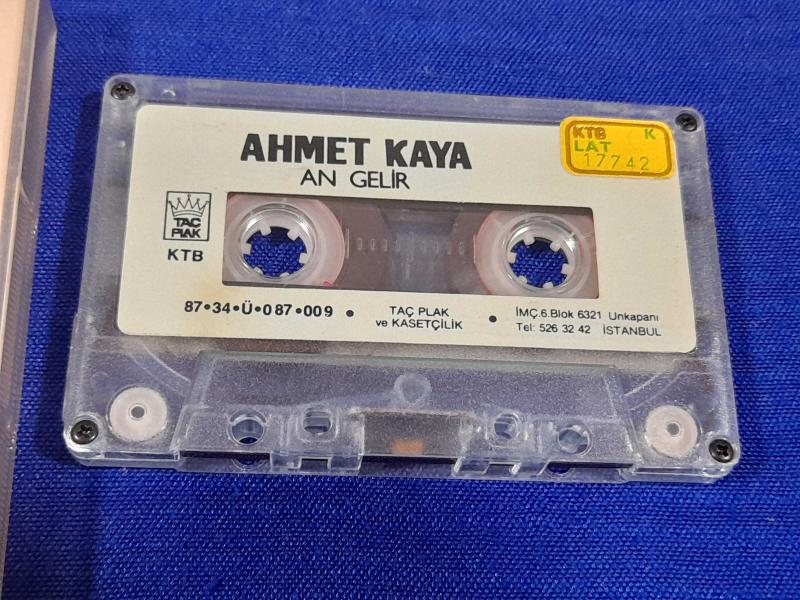 AHMET KAYA
AN GELİR
KTB K
LAT
17742
TAÇ
PLAK
KTB
87•34•Ü•087•009 •
TAÇ PLAK
ve KASETÇİLİK •
İMÇ.6.Blok 6321 Unkapanı
Tel: 526 32 42 İSTANBUL